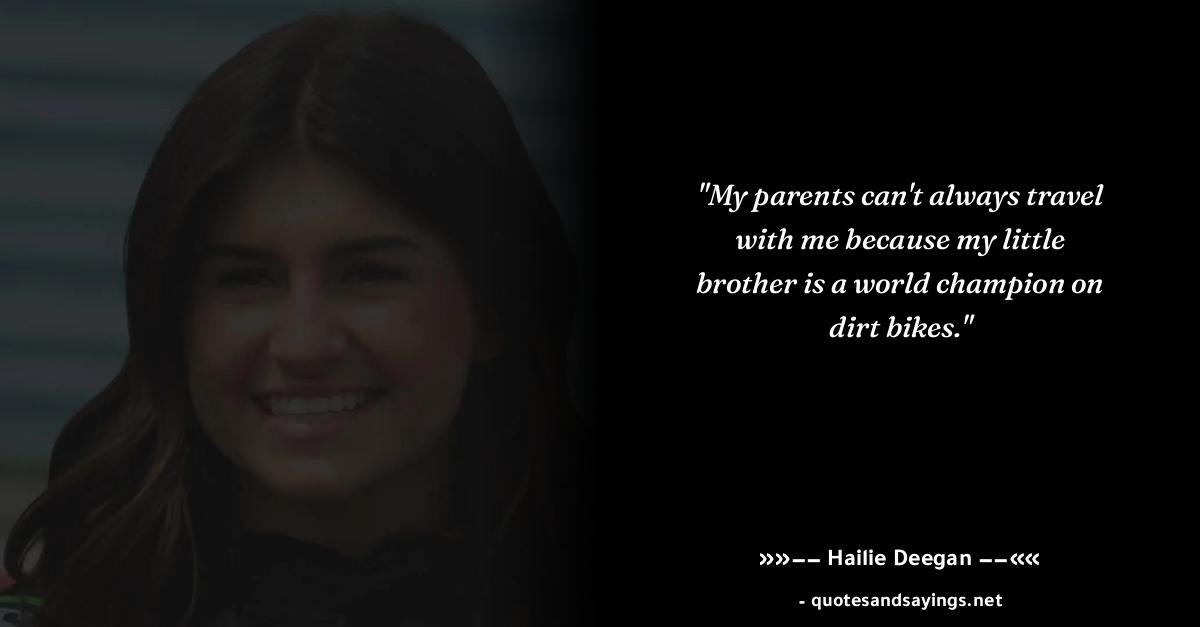 "My parents can't always travel
with me because my little
brother is a world champion on
dirt bikes."
»»–– Hailie Deegan ––««
- quotesandsayings.net